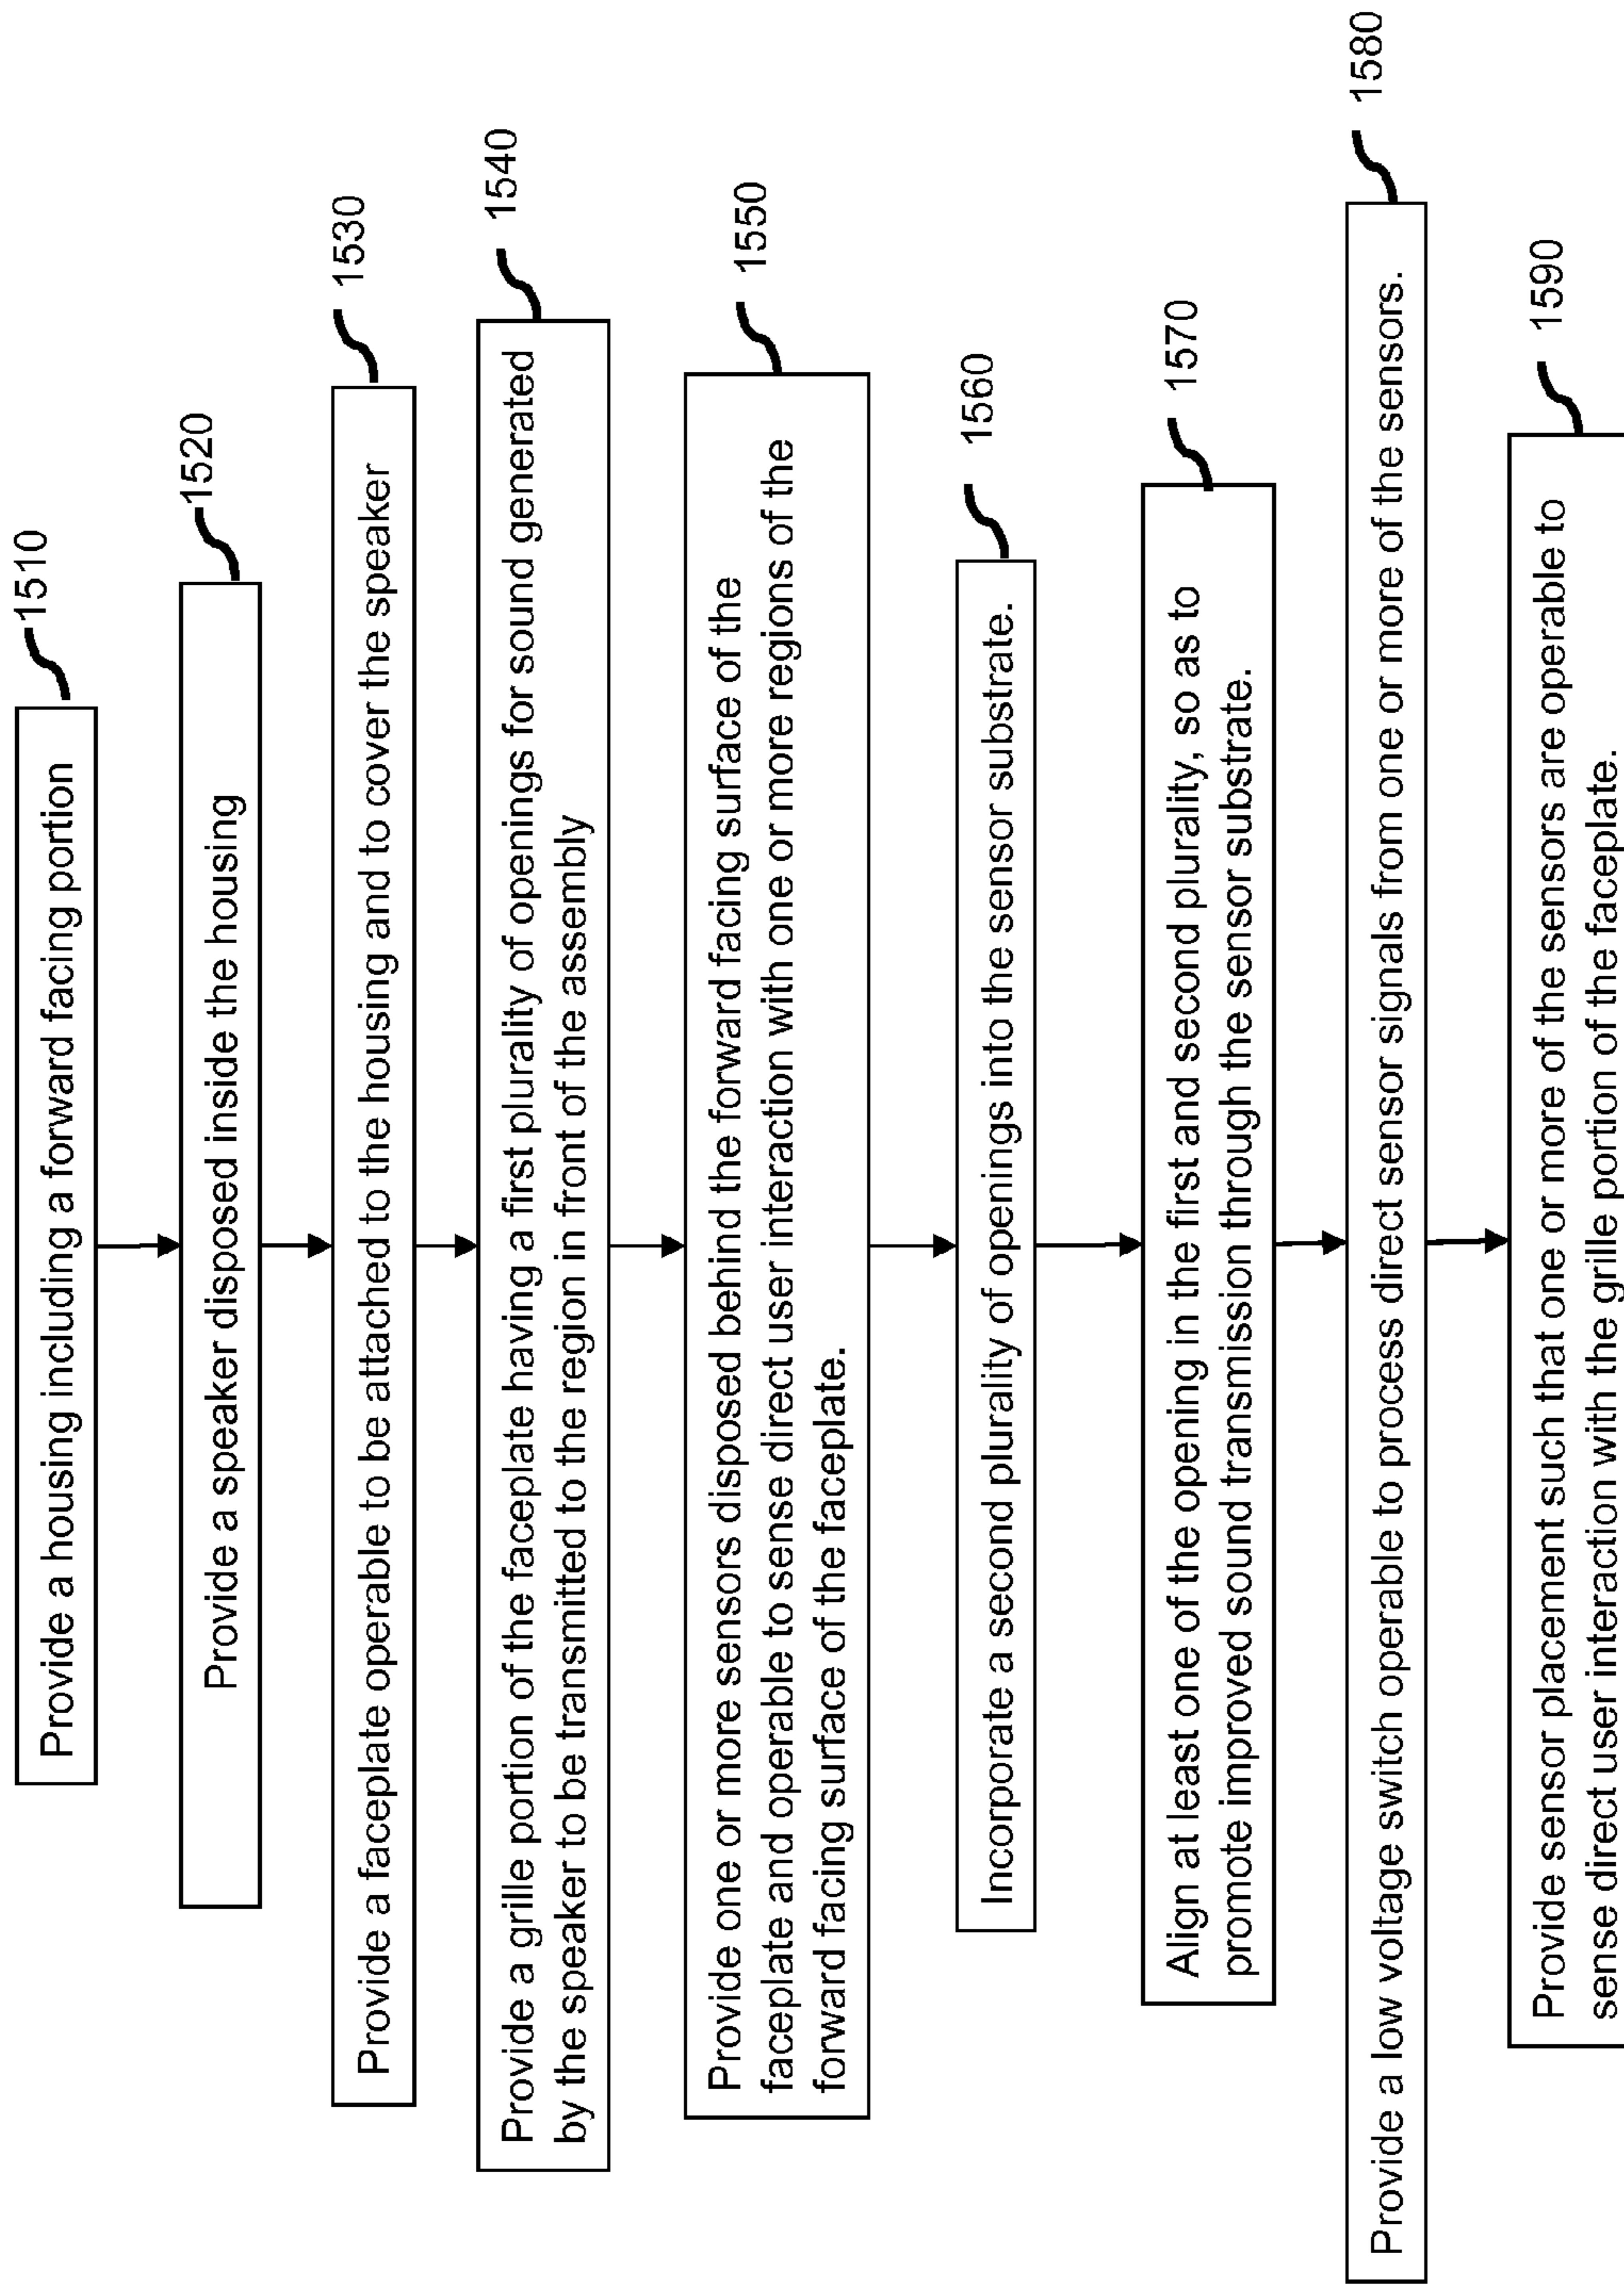 Provide a housing including a forward facing portion
1510
Provide a speaker disposed inside the housing
1520
Provide a faceplate operable to be attached to the housing and to cover the speaker
1530
Provide a grille portion of the faceplate having a first plurality of openings for sound generated
by the speaker to be transmitted to the region in front of the assembly
1540
Provide one or more sensors disposed behind the forward facing surface of the
faceplate and operable to sense direct user interaction with one or more regions of the
forward facing surface of the faceplate.
1550
Incorporate a second plurality of openings into the sensor substrate.
1560
Align at least one of the opening in the first and second plurality, so as to
promote improved sound transmission through the sensor substrate.
1570
Provide a low voltage switch operable to process direct sensor signals from one or more of the sensors.
1580
Provide sensor placement such that one or more of the sensors are operable to
sense direct user interaction with the grille portion of the faceplate.
1590